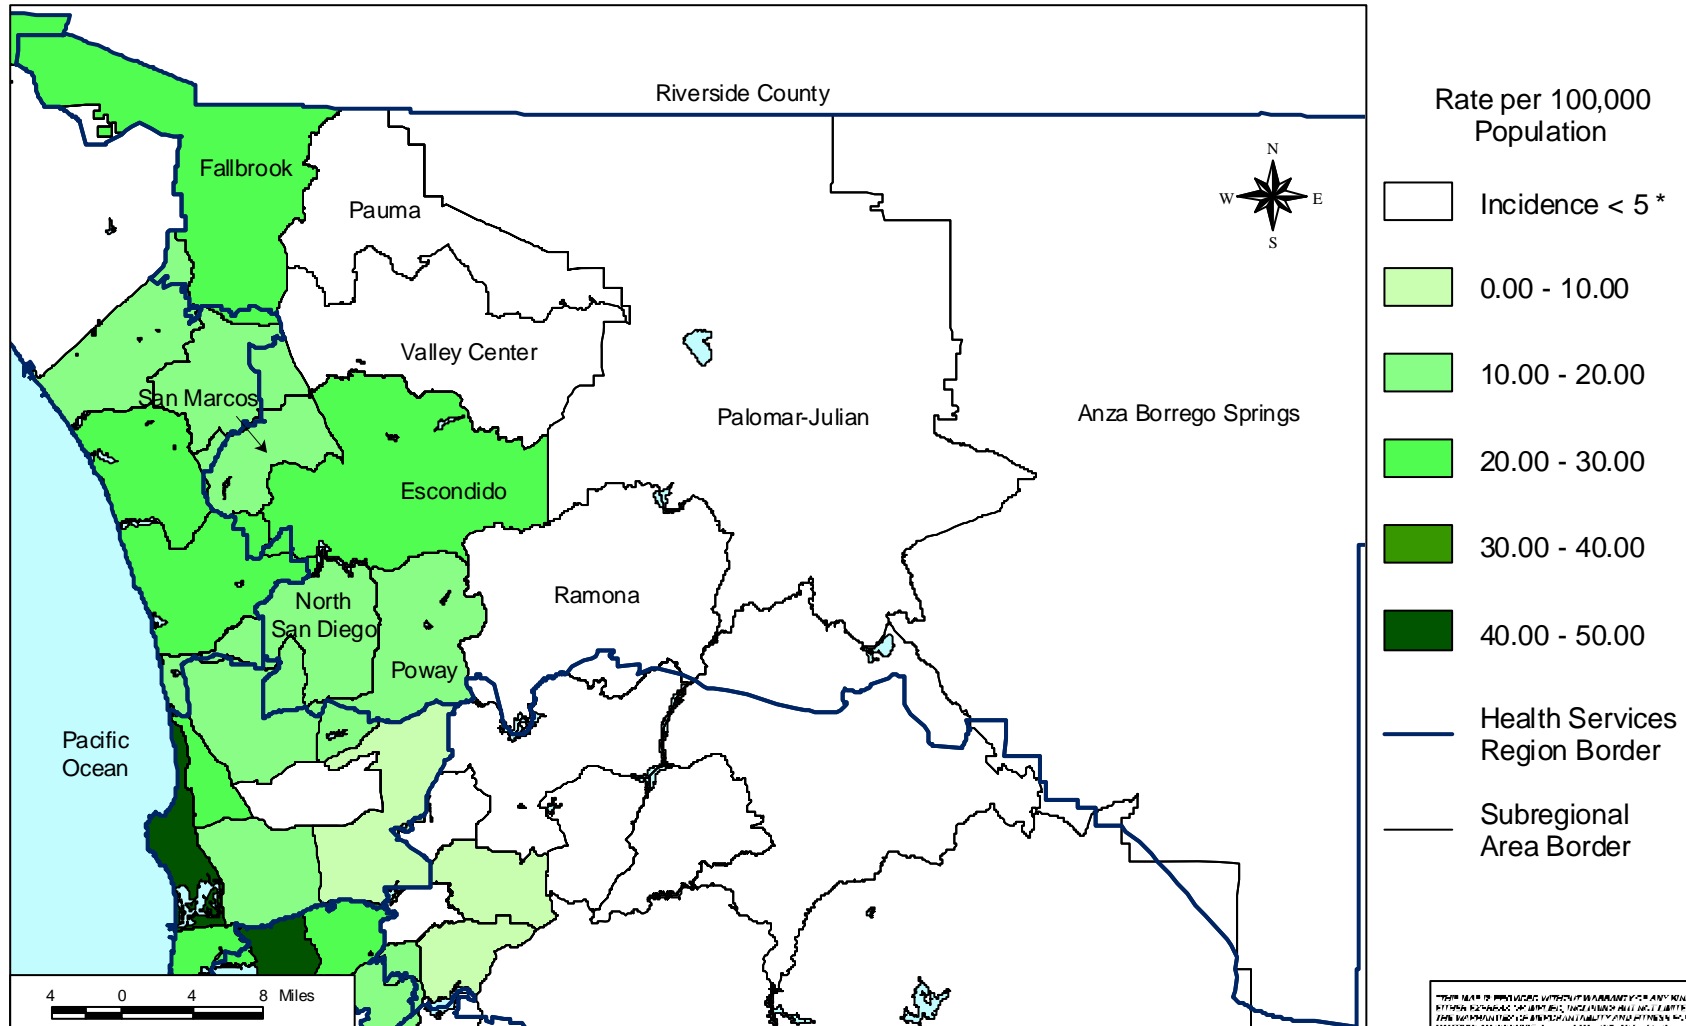 Riverside County
Fallbrook
Pauma
Valley Center
San Marcos
Palomar-Julian
Anza Borrego Springs
Escondido
Ramona
North
San Diego
Poway
Pacific
Ocean
N
W E
S
4 0 4 8 Miles
Rate per 100,000
Population
Incidence < 5 *
0.00 - 10.00
10.00 - 20.00
20.00 - 30.00
30.00 - 40.00
40.00 - 50.00
Health Services
Region Border
Subregional
Area Border